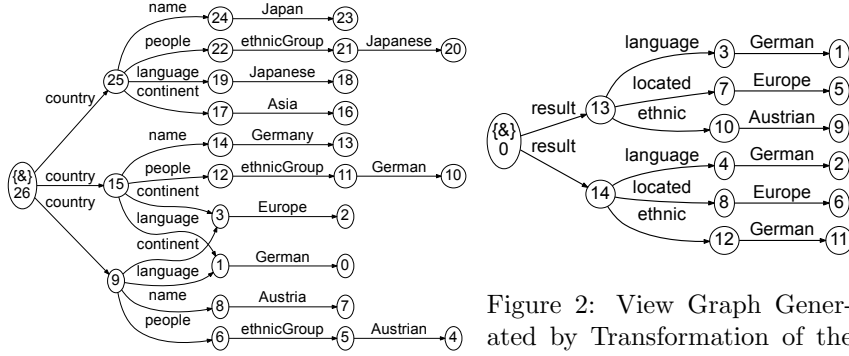 name
Japan
24
23
people
ethnicGroup
Japanese
22
21
20
25
language
Japanese
19
18
continent
Asia
17
16
country
name
Germany
14
13
people
ethnicGroup
German
12
11
10
{&}
26
country
15
continent
country
language
Europe
3
2
continent
German
1
0
9
language
name
Austria
8
7
people
ethnicGroup
Austrian
6
5
4
language
German
3
1
located
Europe
7
5
result
13
ethnic
Austrian
10
9
{&}
0
result
language
German
4
2
14
located
Europe
8
6
ethnic
German
12
11
Figure 2: View Graph Gener-
ated by Transformation of the